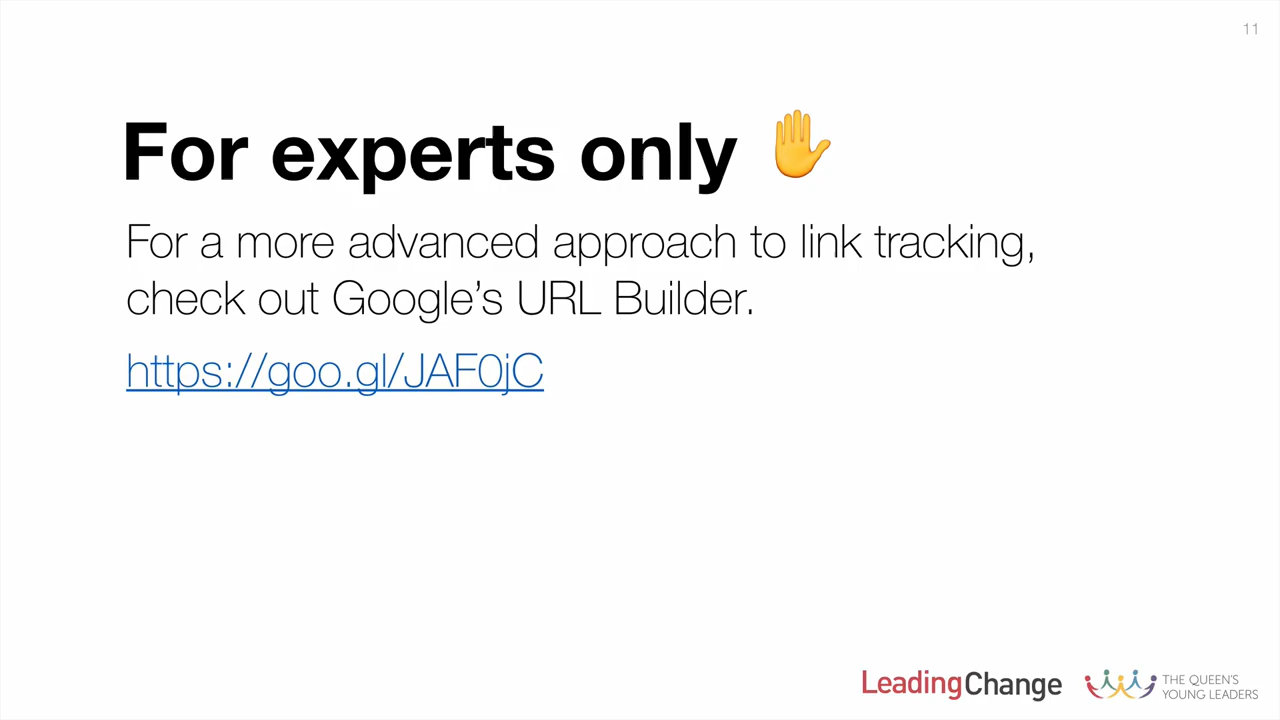 11
For experts only ✋
For a more advanced approach to link tracking,
check out Google’s URL Builder.
https://goo.gl/JAF0jC
LeadingChange
THE QUEEN'S
YOUNG LEADERS